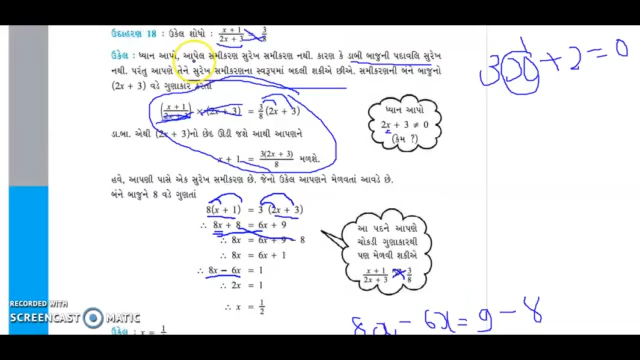 ઉદાહરણ 18 : ઉકેલ શોધો : x + 1 / 2x + 3 = 3/8
ઉકેલ : ધ્યાન આપો, આપેલ સમીકરણ સુરેખ સમીકરણ નથી. કારણ કે ડાબી બાજુની પદાવલિ સુરેખ
નથી. પરંતુ આપણે તેને સુરેખ સમીકરણના સ્વરૂપમાં બદલી શકીએ છીએ. સમીકરણની બંને બાજુનો
(2x + 3) વડે ગુણાકાર કરતાં
(x + 1 / 2x + 3) × (2x + 3) = 3/8 (2x + 3)
ડા.બા. એથી (2x + 3)નો છેદ ઊડી જશે આથી આપણને
x + 1 = 3(2x + 3) / 8 મળશે.
ધ્યાન આપો
2x + 3 ≠ 0
(કેમ ?)
હવે, આપણી પાસે એક સુરેખ સમીકરણ છે. જેનો ઉકેલ આપણને મેળવતાં આવડે છે.
બંને બાજુને 8 વડે ગુણતાં
8(x + 1) = 3 (2x + 3)
∴ 8x + 8 = 6x + 9
∴ 8x = 6x + 9 - 8
∴ 8x = 6x + 1
∴ 8x - 6x = 1
∴ 2x = 1
∴ x = 1/2
આ પદને આપણે
ચોકડી ગુણાકારથી
પણ મેળવી શકીએ
x + 1 / 2x + 3 = 3/8
ઉકેલ : x = 1
+ 2 = 0
8x - 6x = 9 - 8
RECORDED WITH
SCREENCAST MATIC